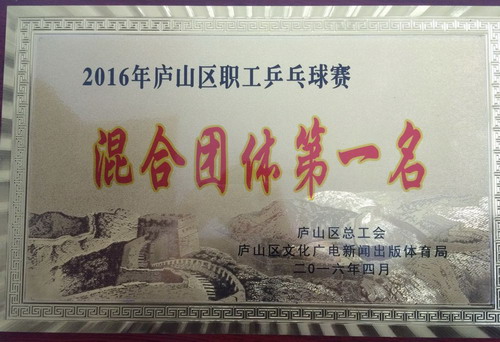 2016年庐山区职工乒乓球赛
混合团体第一名
庐山区总工会
庐山区文化广电新闻出版体育局
二〇一六年四月